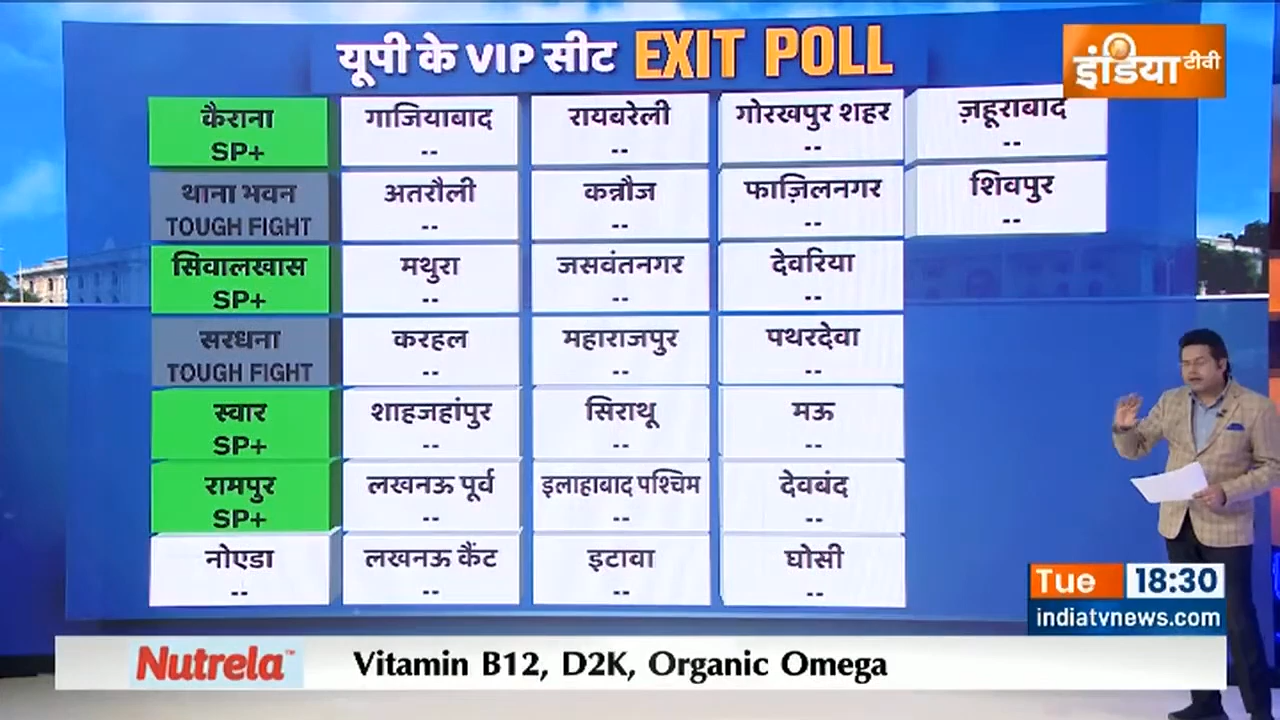 यूपी के VIP सीट EXIT POLL
इंडिया टीवी
कैराना
SP+
गाजियाबाद
--
रायबरेली
--
गोरखपुर शहर
--
ज़हूराबाद
--
थाना भवन
TOUGH FIGHT
अतरौली
--
कन्नौज
--
फाज़िलनगर
--
शिवपुर
--
सिवालखास
SP+
मथुरा
--
जसवंतनगर
--
देवरिया
--
सरधना
TOUGH FIGHT
करहल
--
महाराजपुर
--
पथरदेवा
--
स्वार
SP+
शाहजहांपुर
--
सिराथू
--
मऊ
--
रामपुर
SP+
लखनऊ पूर्व
--
इलाहाबाद पश्चिम
--
देवबंद
--
नोएडा
--
लखनऊ कैंट
--
इटावा
--
घोसी
--
Tue 18:30
indiatvnews.com
Nutrela™ Vitamin B12, D2K, Organic Omega